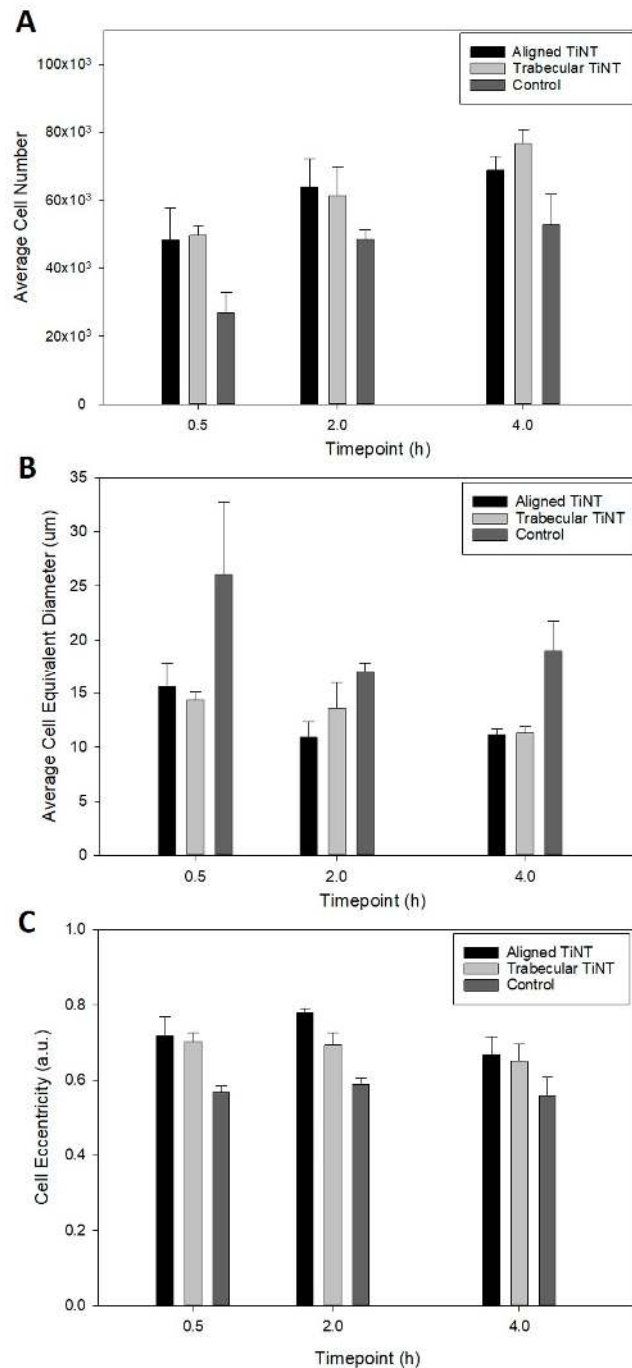 A
Aligned TiNT
Trabecular TiNT
Control
Average Cell Number
100x10³
80x10³
60x10³
40x10³
20x10³
0
0.5 2.0 4.0
Timepoint (h)
B
Aligned TiNT
Trabecular TiNT
Control
Average Cell Equivalent Diameter (um)
35
30
25
20
15
10
5
0
0.5 2.0 4.0
Timepoint (h)
C
Aligned TiNT
Trabecular TiNT
Control
Cell Eccentricity (a.u.)
1.0
0.8
0.6
0.4
0.2
0.0
0.5 2.0 4.0
Timepoint (h)